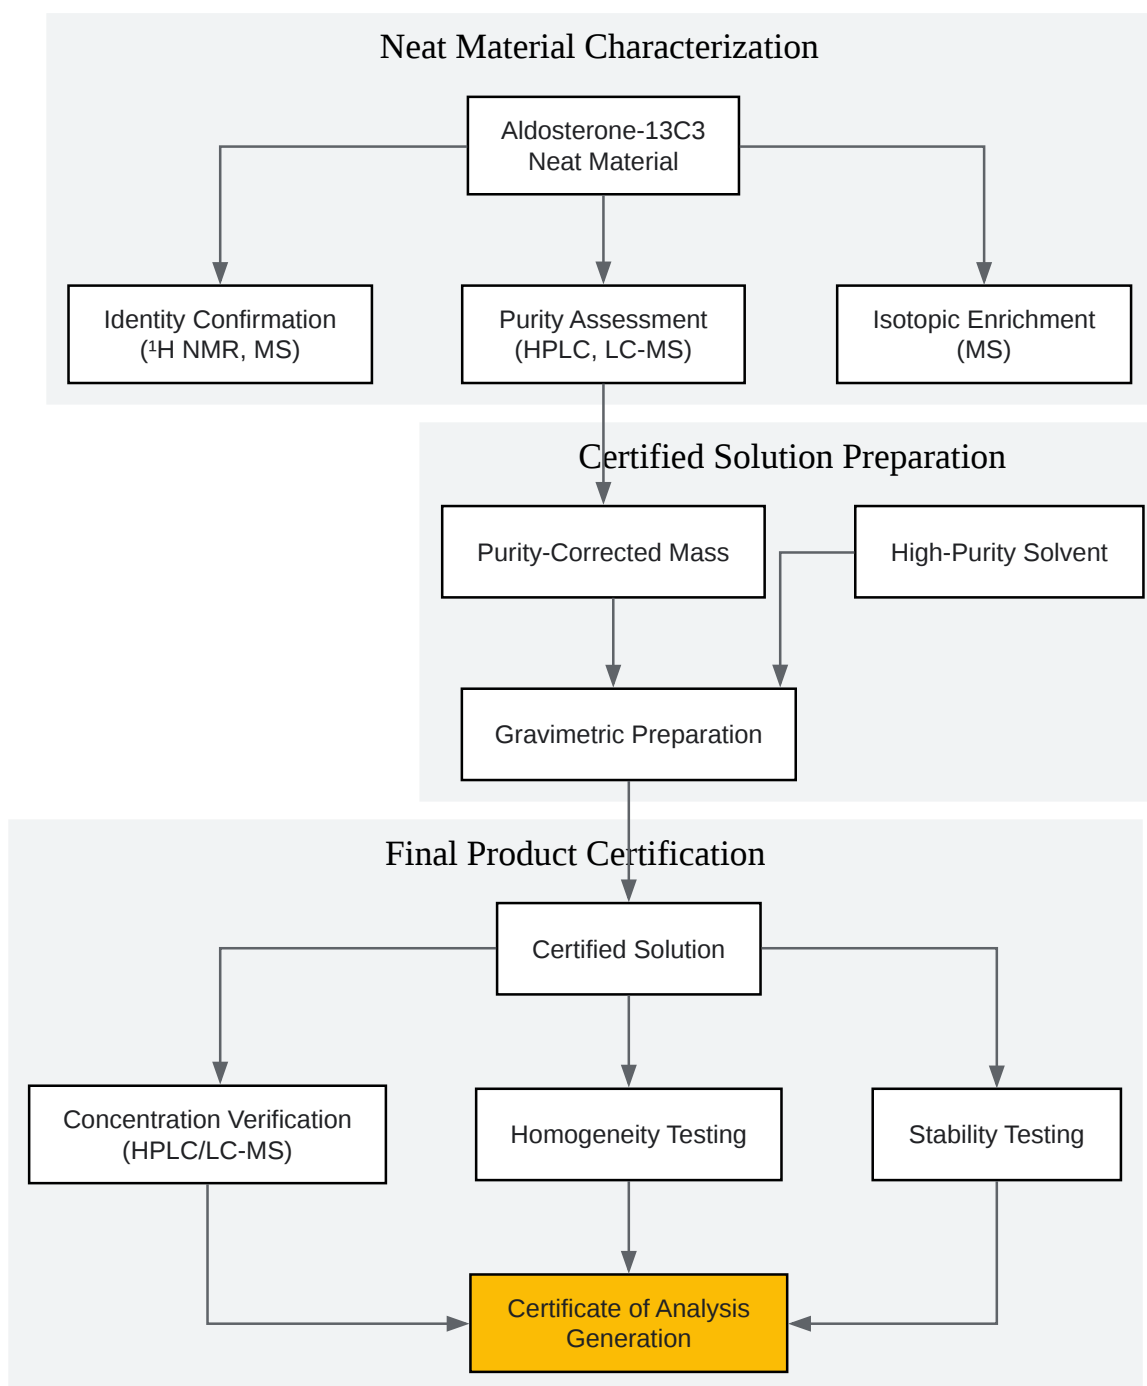 Neat Material Characterization
Aldosterone-13C3
Neat Material
Identity Confirmation
(¹H NMR, MS)
Purity Assessment
(HPLC, LC-MS)
Isotopic Enrichment
(MS)
Certified Solution Preparation
Purity-Corrected Mass
High-Purity Solvent
Gravimetric Preparation
Final Product Certification
Certified Solution
Concentration Verification
(HPLC/LC-MS)
Homogeneity Testing
Stability Testing
Certificate of Analysis
Generation